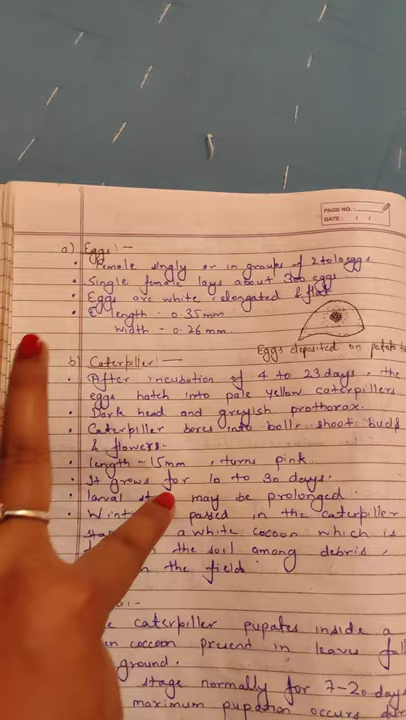 PAGE NO.:
DATE: / /
a) Eggs :-
• Female singly or in groups of 2 to 10 eggs
• Single female lays about 300 eggs
• Eggs are white, elongated & flat
length - 0.35mm
width - 0.26 mm
Eggs deposited on
b) Caterpiller :-
• After incubation of 4 to 23 days, the
eggs hatch into pale yellow caterpillers
• Dark head and greyish prothorax.
• Caterpiller bores into boll, shoot buds
& flowers.
• length ~ 15mm, turns pink.
• It grows for 10 to 30 days.
• larval may be prolonged.
• passed in the caterpiller
a white cocoon which is
the soil among debris,
the field.
caterpiller pupates inside a
cocoon present in leaves
ground.
stage normally for 7-20 days
maximum pupation occurs